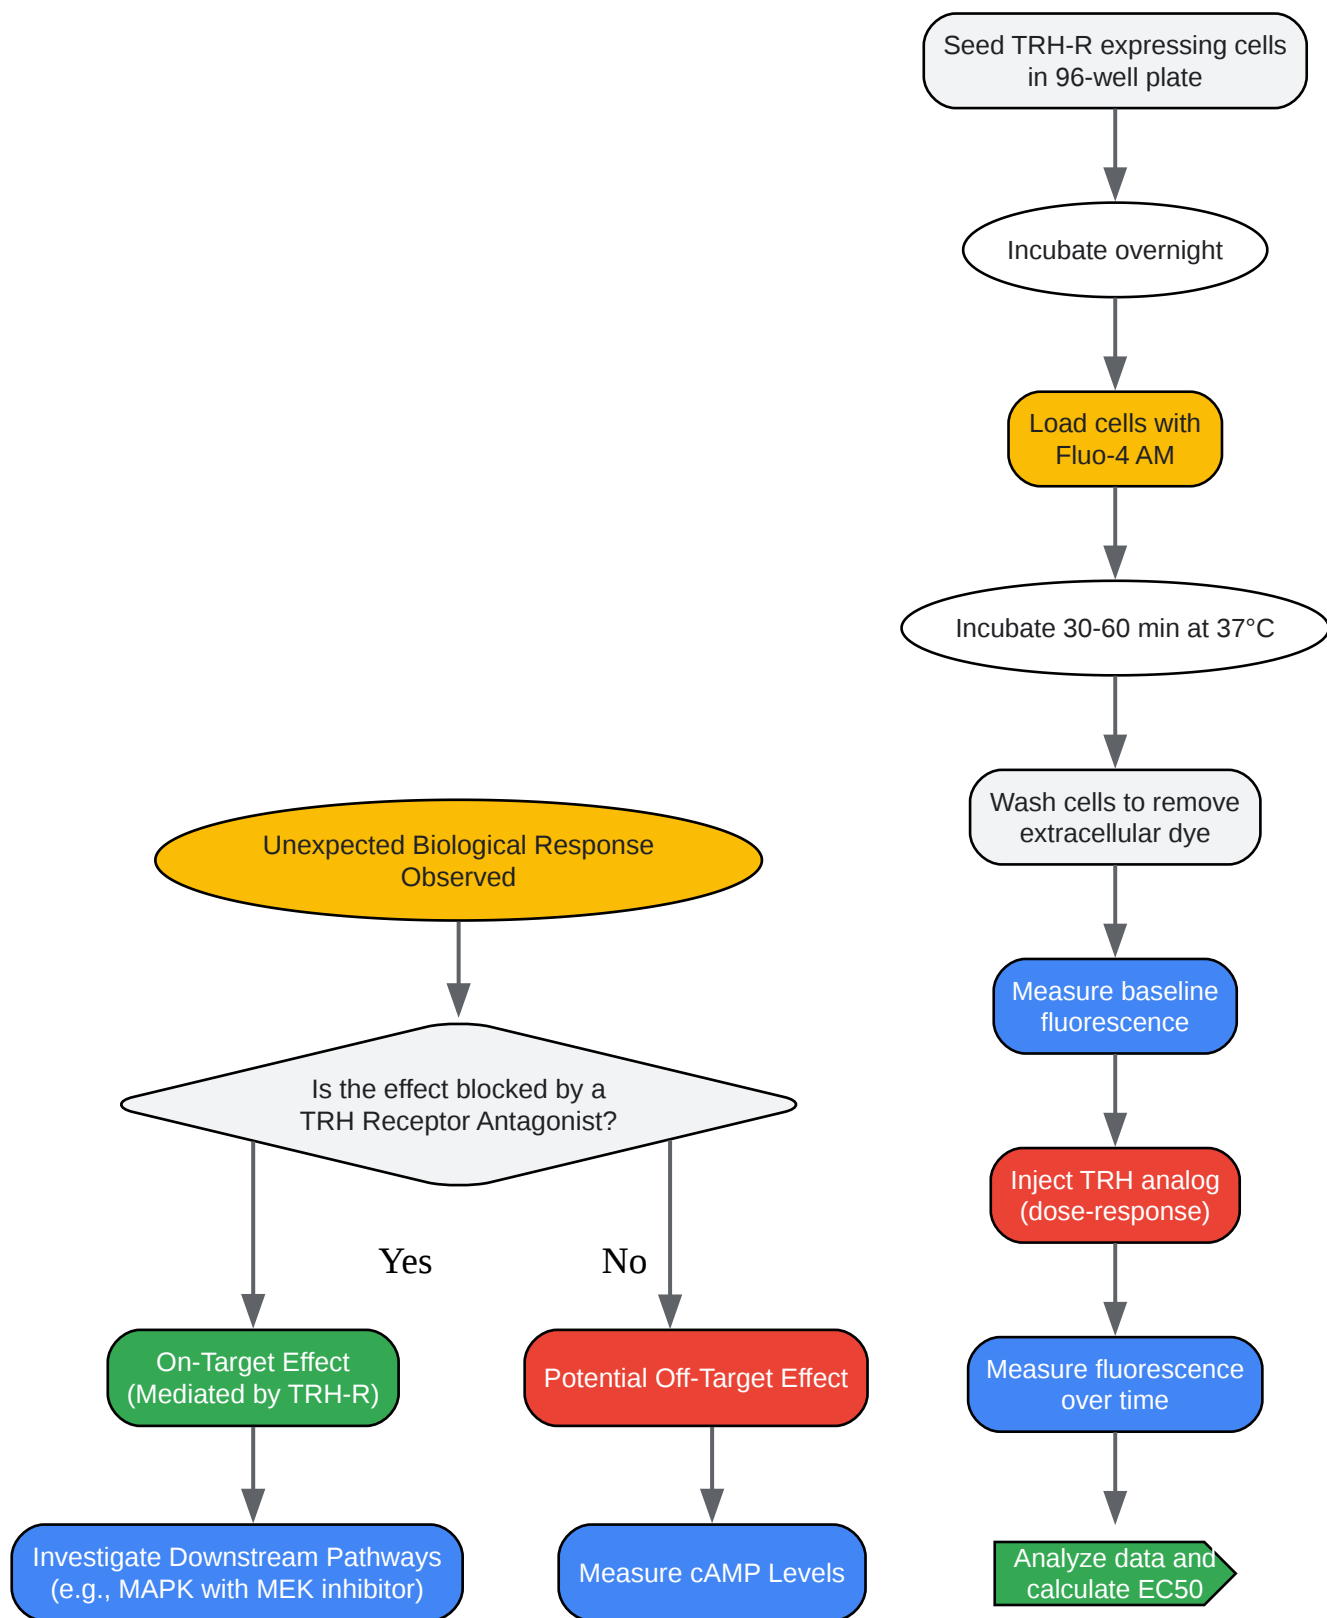 Seed TRH-R expressing cells
in 96-well plate
Incubate overnight
Load cells with
Fluo-4 AM
Incubate 30-60 min at 37°C
Wash cells to remove
extracellular dye
Measure baseline
fluorescence
Inject TRH analog
(dose-response)
Measure fluorescence
over time
Analyze data and
calculate EC50
Unexpected Biological Response
Observed
Is the effect blocked by a
TRH Receptor Antagonist?
Yes
No
On-Target Effect
(Mediated by TRH-R)
Potential Off-Target Effect
Investigate Downstream Pathways
(e.g., MAPK with MEK inhibitor)
Measure cAMP Levels